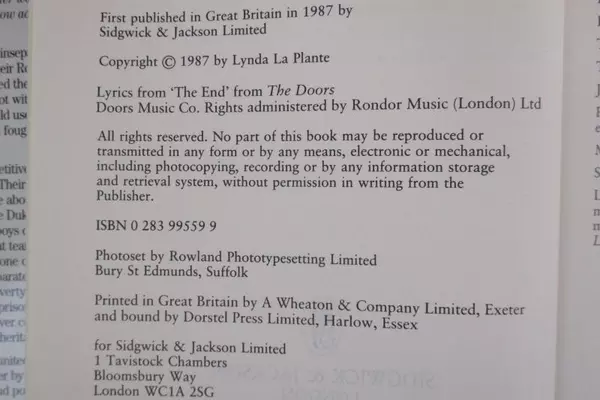 First published in Great Britain in 1987 by
Sidgwick & Jackson Limited
Copyright © 1987 by Lynda La Plante
Lyrics from 'The End' from The Doors
Doors Music Co. Rights administered by Rondor Music (London) Ltd
All rights reserved. No part of this book may be reproduced or
transmitted in any form or by any means, electronic or mechanical,
including photocopying, recording or by any information storage
and retrieval system, without permission in writing from the
Publisher.
ISBN 0 283 99559 9
Photoset by Rowland Phototypesetting Limited
Bury St Edmunds, Suffolk
Printed in Great Britain by A Wheaton & Company Limited, Exeter
and bound by Dorstel Press Limited, Harlow, Essex
for Sidgwick & Jackson Limited
1 Tavistock Chambers
Bloomsbury Way
London WC1A 2SG